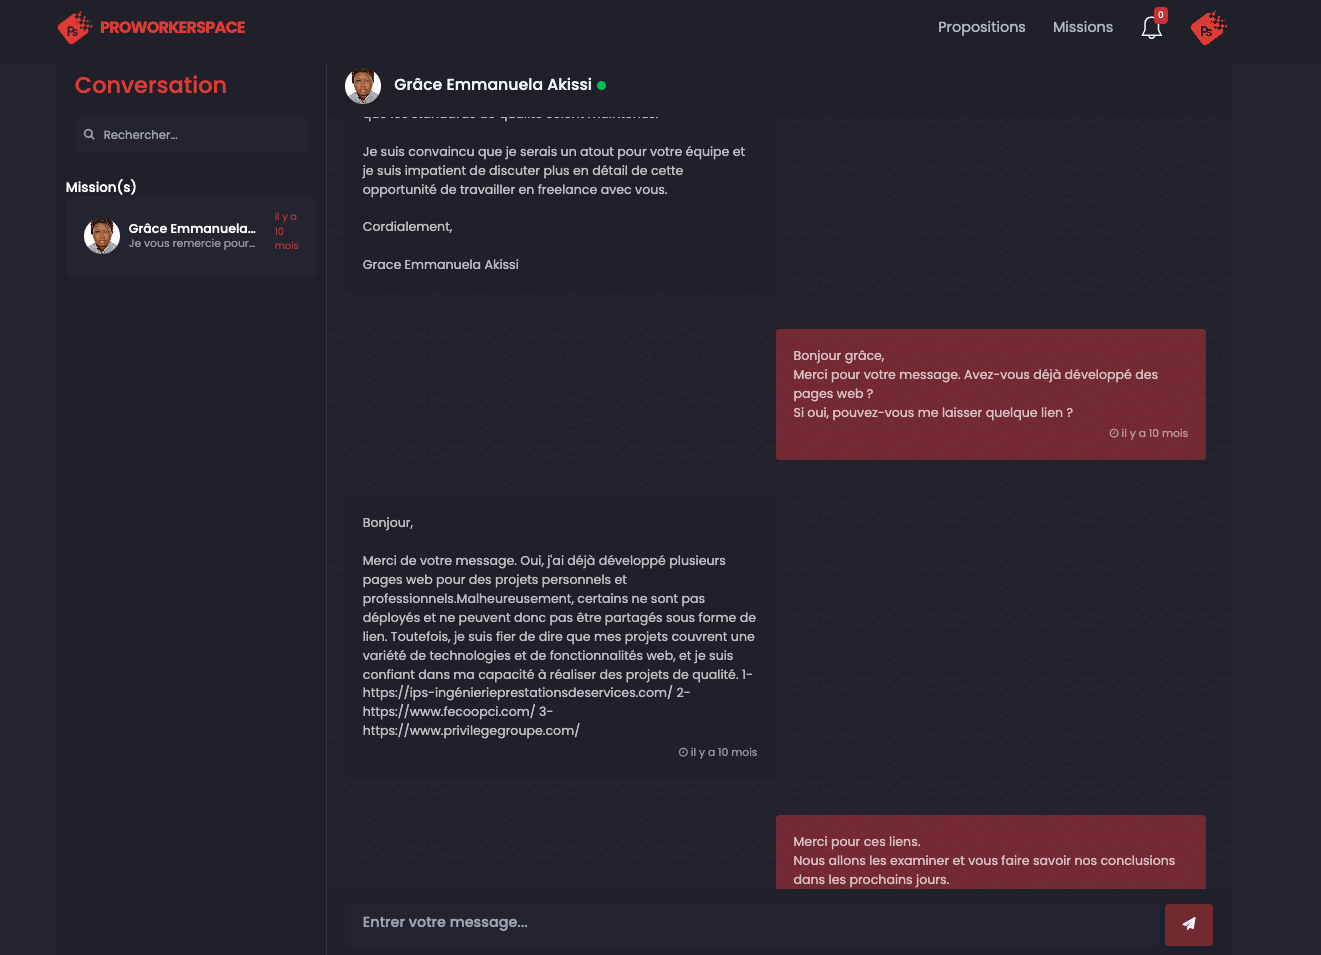 Ps PROWORKERSPACE
Propositions
Missions
0
Ps
Conversation
Rechercher...
Mission(s)
Grâce Emmanuela...
Je vous remercie pour...
il y a
10
mois
Grâce Emmanuela Akissi
que les standards de qualité soient maintenus.
Je suis convaincu que je serais un atout pour votre équipe et
je suis impatient de discuter plus en détail de cette
opportunité de travailler en freelance avec vous.
Cordialement,
Grace Emmanuela Akissi
Bonjour grâce,
Merci pour votre message. Avez-vous déjà développé des
pages web ?
Si oui, pouvez-vous me laisser quelque lien ?
il y a 10 mois
Bonjour,
Merci de votre message. Oui, j'ai déjà développé plusieurs
pages web pour des projets personnels et
professionnels.Malheureusement, certains ne sont pas
déployés et ne peuvent donc pas être partagés sous forme de
lien. Toutefois, je suis fier de dire que mes projets couvrent une
variété de technologies et de fonctionnalités web, et je suis
confiant dans ma capacité à réaliser des projets de qualité. 1-
https://ips-ingénierieprestationsdeservices.com/ 2-
https://www.fecoopci.com/ 3-
https://www.privilegegroupe.com/
il y a 10 mois
Merci pour ces liens.
Nous allons les examiner et vous faire savoir nos conclusions
dans les prochains jours.
Entrer votre message...